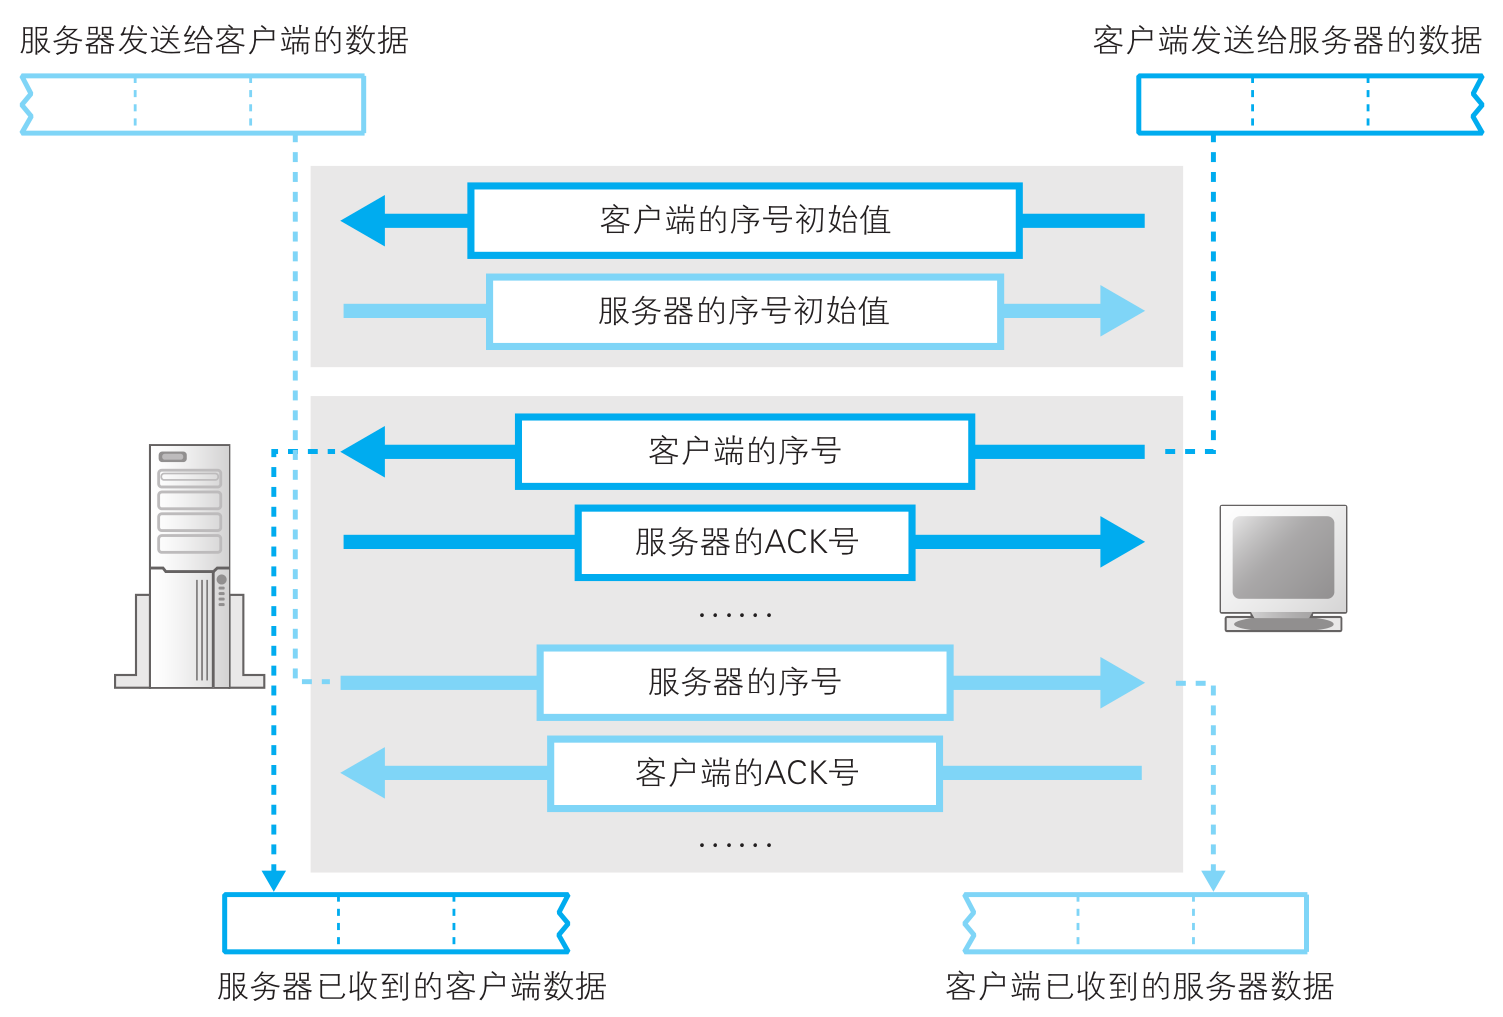 服务器发送给客户端的数据
客户端发送给服务器的数据
客户端的序号初始值
服务器的序号初始值
客户端的序号
服务器的ACK号
······
服务器的序号
客户端的ACK号
······
服务器已收到的客户端数据
客户端已收到的服务器数据